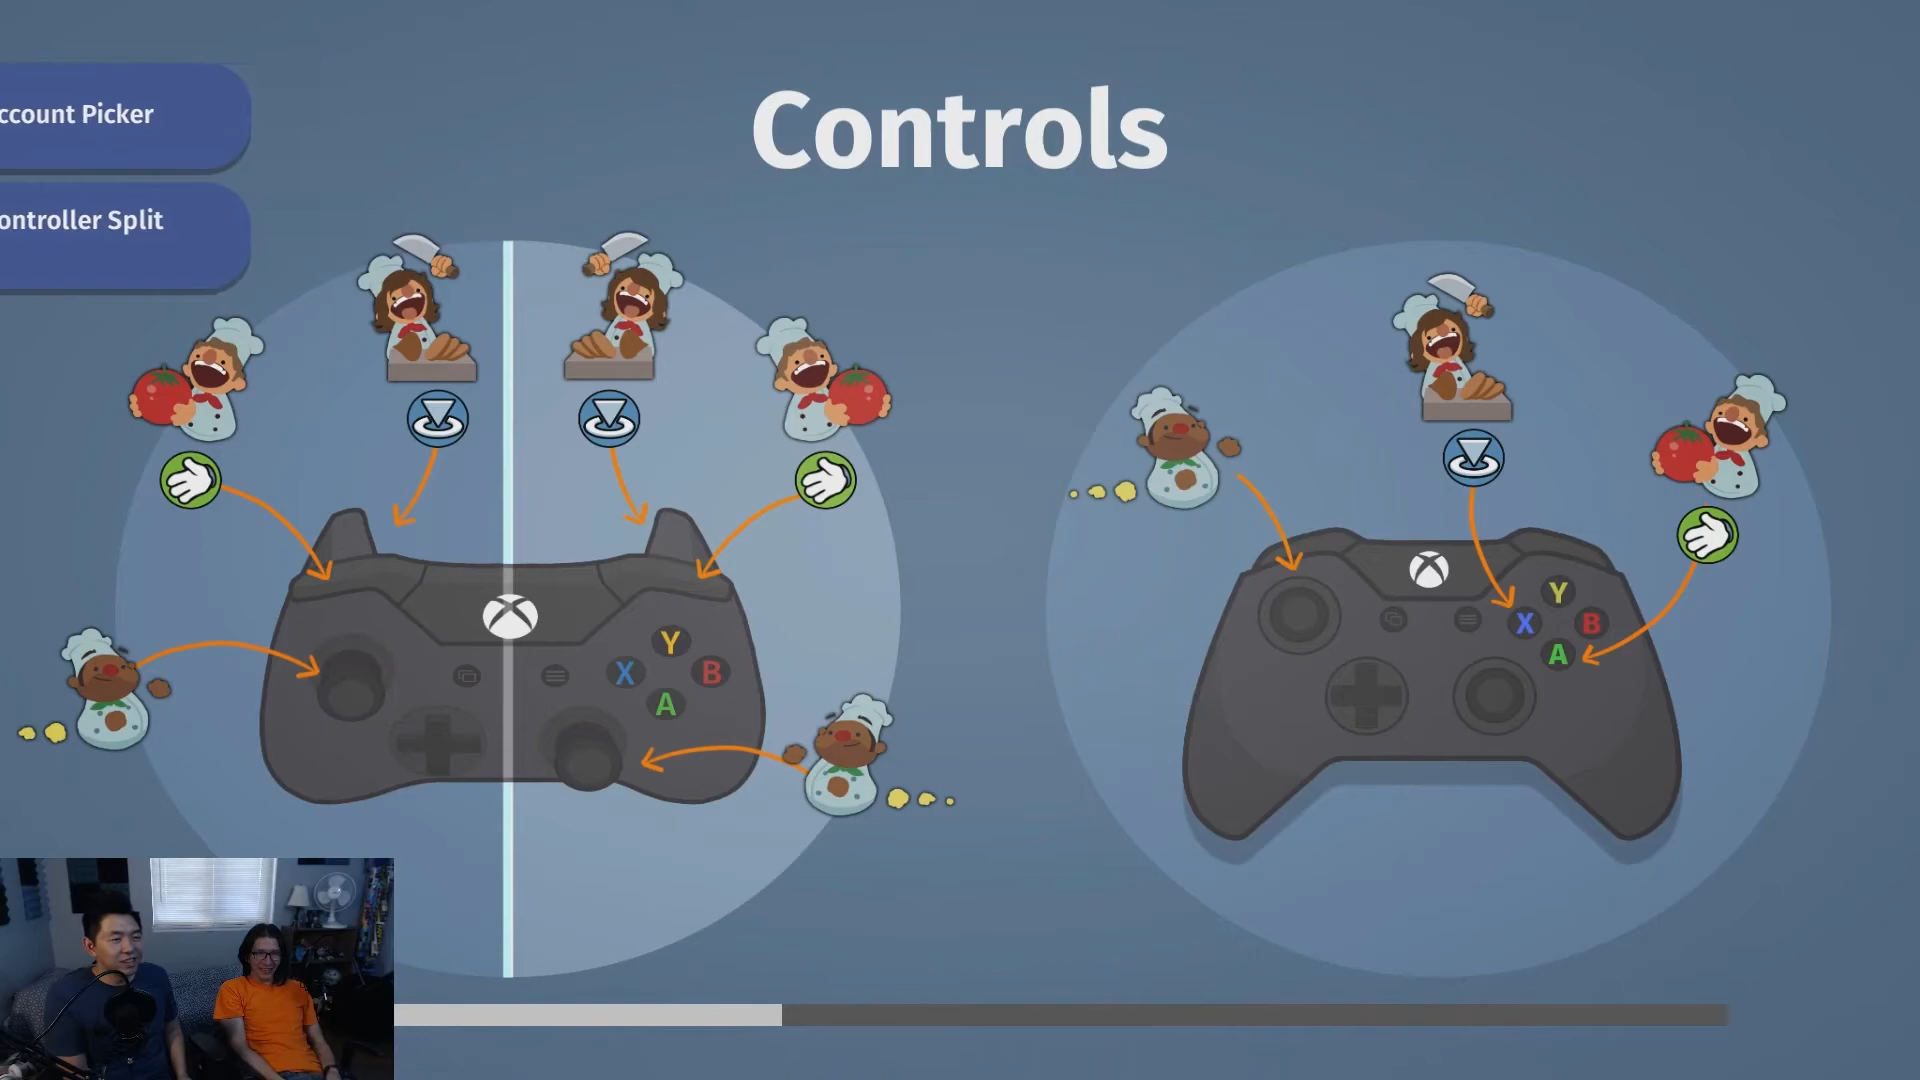 Controls
ccount Picker
ontroller Split
Y
X
B
A
Y
X
B
A